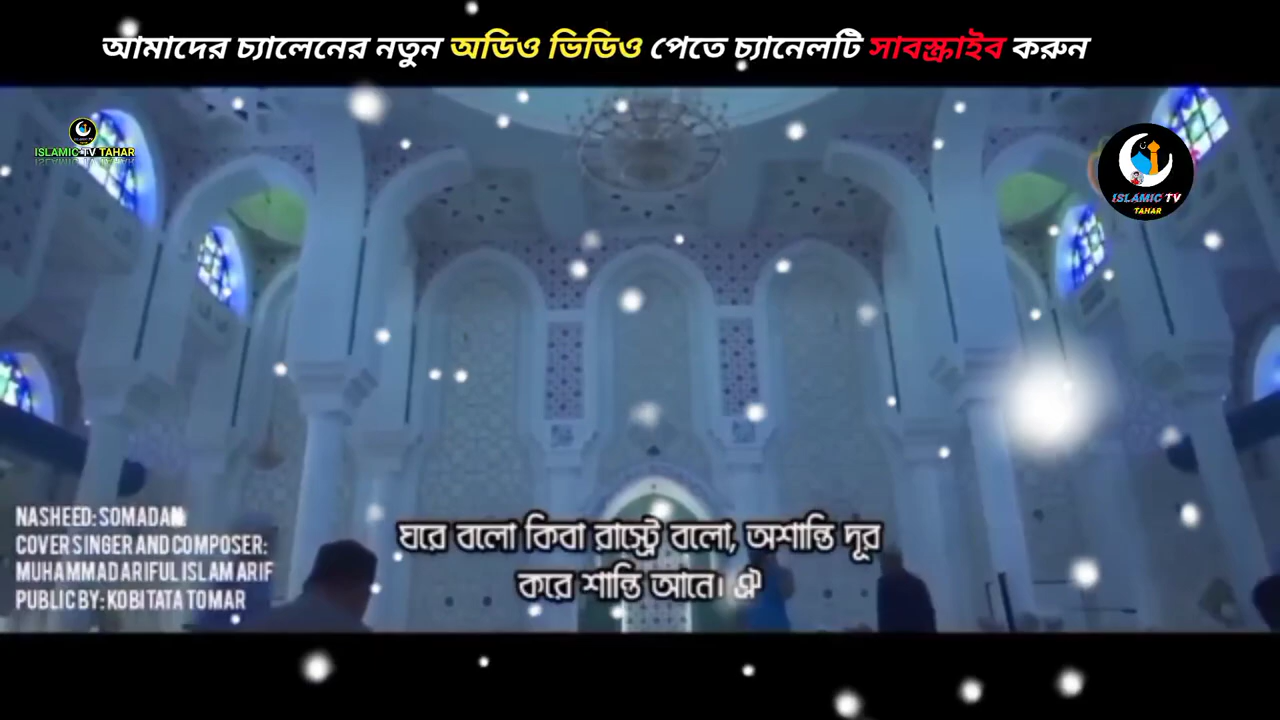 আমাদের চ্যালেনের নতুন অডিও ভিডিও পেতে চ্যানেলটি সাবস্ক্রাইব করুন
ISLAMIC TV TAHAR
ISLAMIC TV
TAHAR
NASHEED: SOMADAN
COVER SINGER AND COMPOSER:
MUHAMMAD ARIFUL ISLAM ARIF
PUBLIC BY: KOBITATA TOMAR
ঘরে বলো কিবা রাস্ট্রে বলো, অশান্তি দূর
করে শান্তি আনে। ঐ